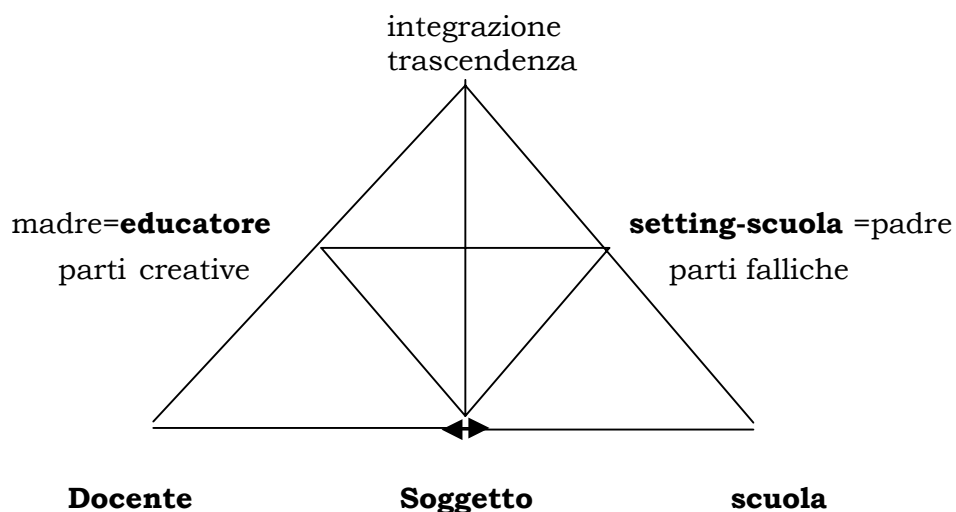 integrazione
trascendenza
madre=educatore
setting-scuola =padre
parti creative
parti falliche
Docente
Soggetto
scuola